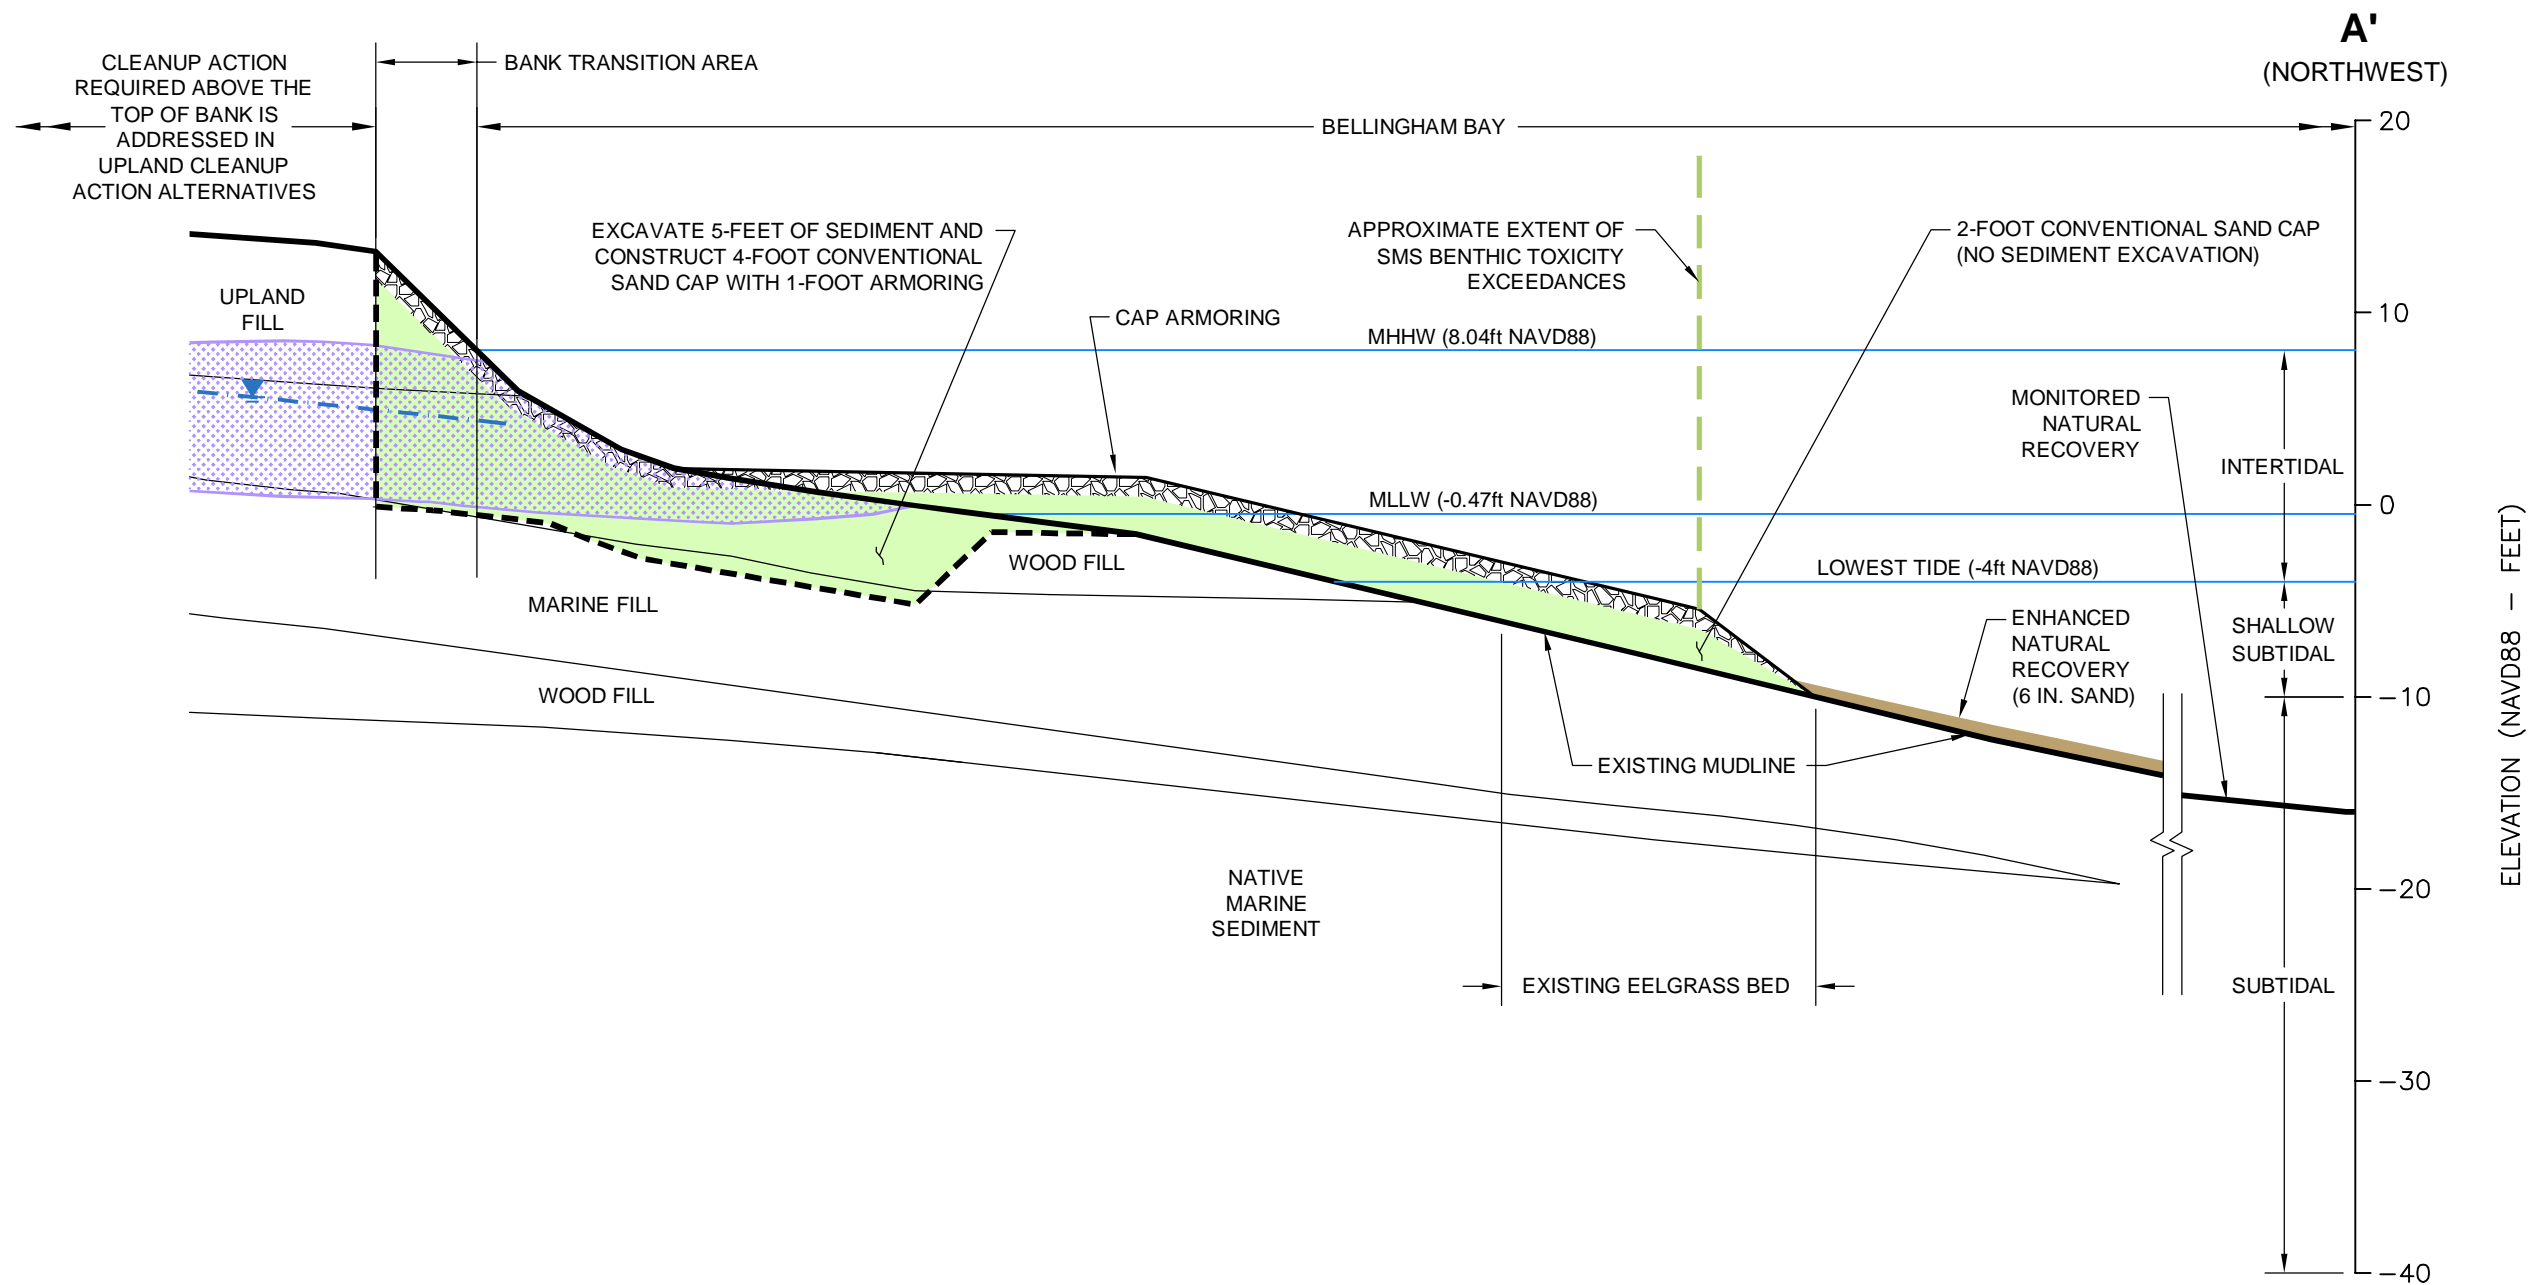 A'
(NORTHWEST)
CLEANUP ACTION
REQUIRED ABOVE THE
TOP OF BANK IS
ADDRESSED IN
UPLAND CLEANUP
ACTION ALTERNATIVES
BANK TRANSITION AREA
BELLINGHAM BAY
20
EXCAVATE 5-FEET OF SEDIMENT AND
CONSTRUCT 4-FOOT CONVENTIONAL
SAND CAP WITH 1-FOOT ARMORING
APPROXIMATE EXTENT OF
SMS BENTHIC TOXICITY
EXCEEDANCES
2-FOOT CONVENTIONAL SAND CAP
(NO SEDIMENT EXCAVATION)
UPLAND
FILL
CAP ARMORING
10
MHHW (8.04ft NAVD88)
MONITORED
NATURAL
RECOVERY
INTERTIDAL
MLLW (-0.47ft NAVD88)
0
WOOD FILL
LOWEST TIDE (-4ft NAVD88)
MARINE FILL
ENHANCED
NATURAL
RECOVERY
(6 IN. SAND)
SHALLOW
SUBTIDAL
WOOD FILL
-10
EXISTING MUDLINE
ELEVATION (NAVD88 - FEET)
NATIVE
MARINE
SEDIMENT
-20
EXISTING EELGRASS BED
SUBTIDAL
-30
-40